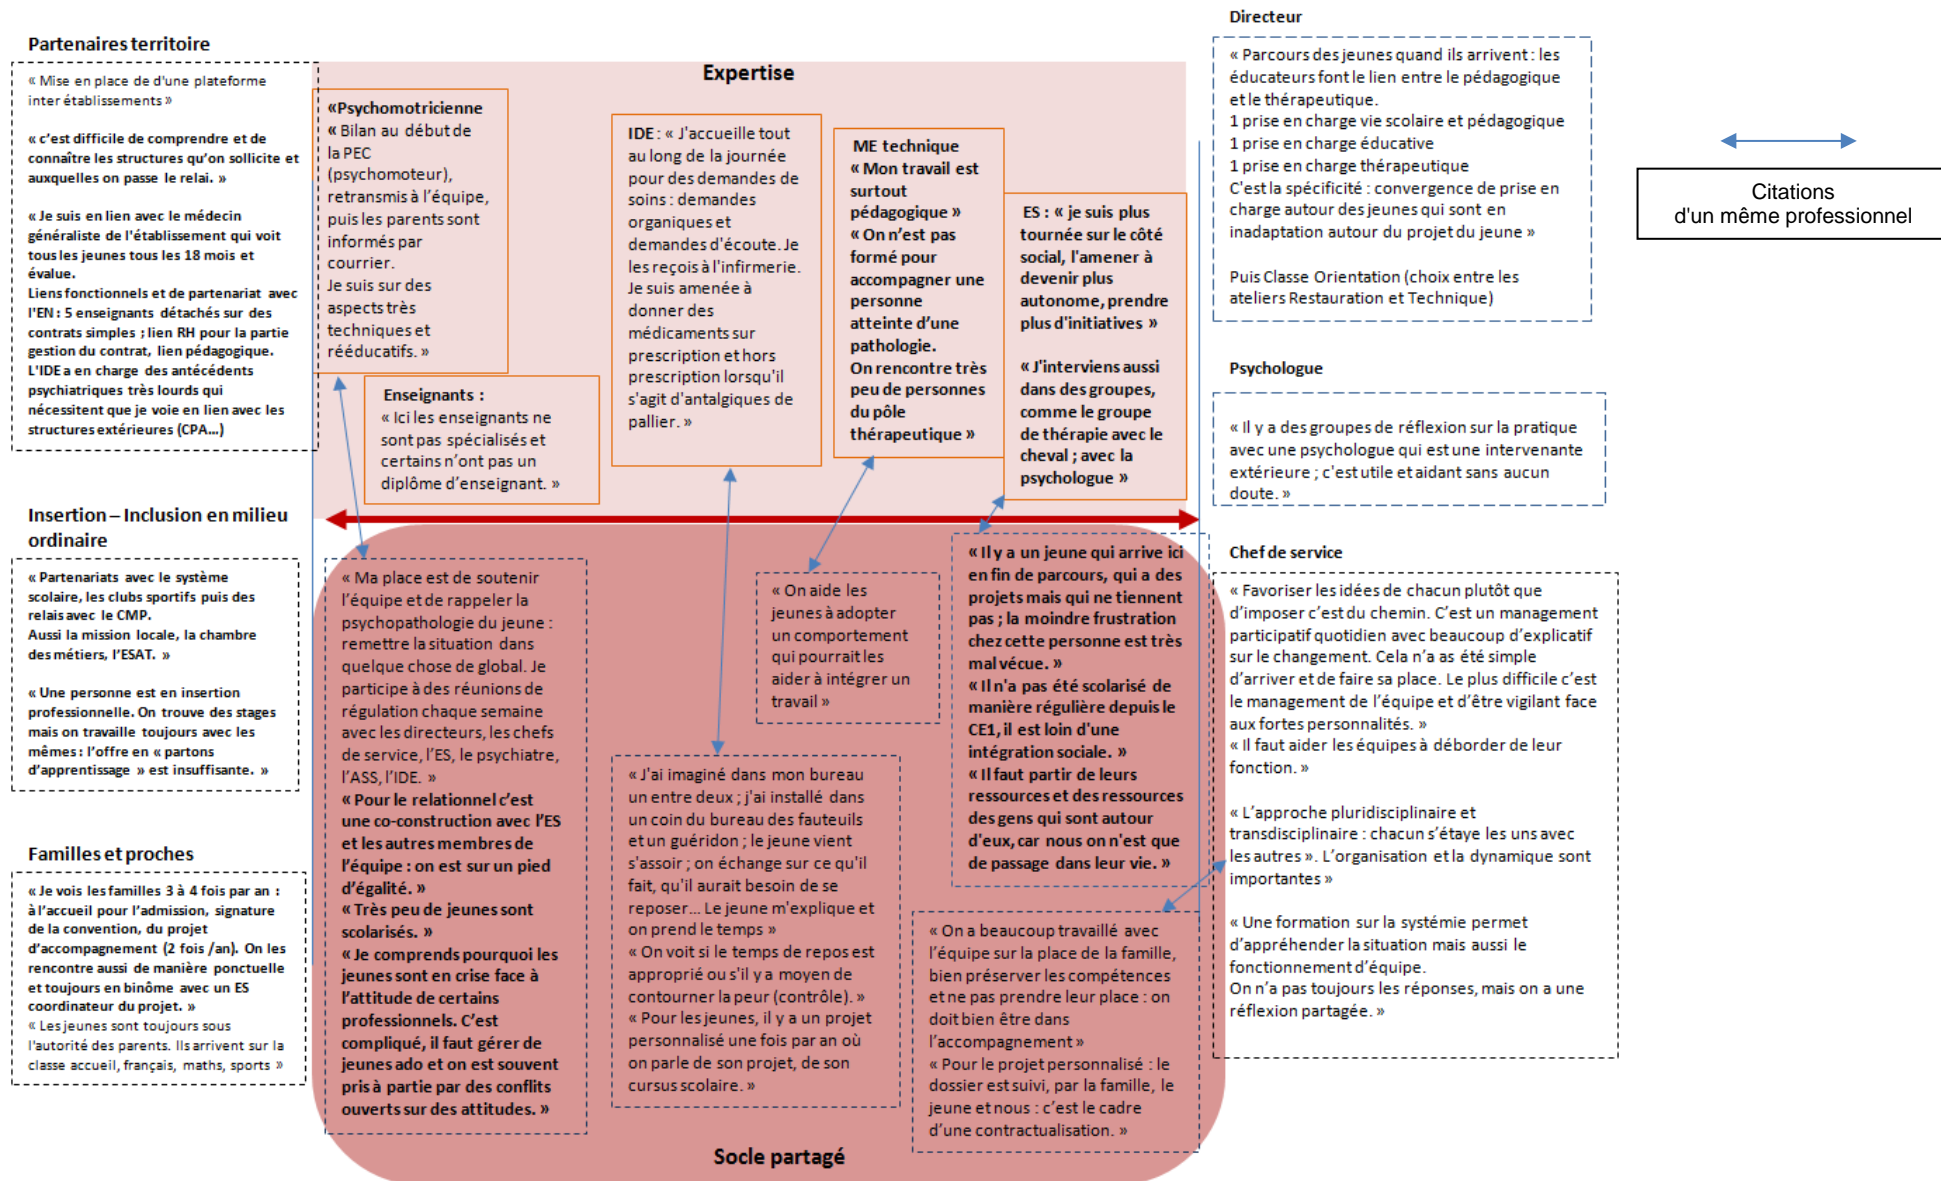 Partenaires territoire
« Mise en place de d'une plateforme
inter établissements »
« c'est difficile de comprendre et de
connaître les structures qu'on sollicite et
auxquelles on passe le relai. »
« Je suis en lien avec le médecin
généraliste de l'établissement qui voit
tous les jeunes tous les 18 mois et
évalue.
Liens fonctionnels et de partenariat avec
l'EN : 5 enseignants détachés sur des
contrats simples ; lien RH pour la partie
gestion du contrat, lien pédagogique.
L'IDE a en charge des antécédents
psychiatriques très lourds qui
nécessitent que je voie en lien avec les
structures extérieures (CPA...)
Insertion – Inclusion en milieu
ordinaire
« Partenariats avec le système
scolaire, les clubs sportifs puis des
relais avec le CMP.
Aussi la mission locale, la chambre
des métiers, l'ESAT. »
« Une personne est en insertion
professionnelle. On trouve des stages
mais on travaille toujours avec les
mêmes : l'offre en « partons
d'apprentissage » est insuffisante. »
Familles et proches
« Je vois les familles 3 à 4 fois par an :
à l'accueil pour l'admission, signature
de la convention, du projet
d'accompagnement (2 fois /an). On les
rencontre aussi de manière ponctuelle
et toujours en binôme avec un ES
coordinateur du projet. »
« Les jeunes sont toujours sous
l'autorité des parents. Ils arrivent sur la
classe accueil, français, maths, sports »
Expertise
«Psychomotricienne
« Bilan au début de
la PEC
(psychomoteur),
retransmis à l'équipe,
puis les parents sont
informés par
courrier.
Je suis sur des
aspects très
techniques et
rééducatifs. »
Enseignants :
« Ici les enseignants ne
sont pas spécialisés et
certains n'ont pas un
diplôme d'enseignant. »
IDE : « J'accueille tout
au long de la journée
pour des demandes de
soins : demandes
organiques et
demandes d'écoute. Je
les reçois à l'infirmerie.
Je suis amenée à
donner des
médicaments sur
prescription et hors
prescription lorsqu'il
s'agit d'antalgiques de
pallier. »
ME technique
« Mon travail est
surtout
pédagogique »
« On n'est pas
formé pour
accompagner une
personne
atteinte d'une
pathologie.
On rencontre très
peu de personnes
du pôle
thérapeutique »
ES : « je suis plus
tournée sur le côté
social, l'amener à
devenir plus
autonome, prendre
plus d'initiatives »
« J'interviens aussi
dans des groupes,
comme le groupe
de thérapie avec le
cheval ; avec la
psychologue »
« Ma place est de soutenir
l'équipe et de rappeler la
psychopathologie du jeune :
remettre la situation dans
quelque chose de global. Je
participe à des réunions de
régulation chaque semaine
avec les directeurs, les chefs
de service, l'ES, le psychiatre,
l'ASS, l'IDE. »
« Pour le relationnel c'est
une co-construction avec l'ES
et les autres membres de
l'équipe : on est sur un pied
d'égalité. »
« Très peu de jeunes sont
scolarisés. »
« Je comprends pourquoi les
jeunes sont en crise face à
l'attitude de certains
professionnels. C'est
compliqué, il faut gérer de
jeunes ado et on est souvent
pris à partie par des conflits
ouverts sur des attitudes. »
« J'ai imaginé dans mon bureau
un entre deux ; j'ai installé dans
un coin du bureau des fauteuils
et un guéridon ; le jeune vient
s'assoir ; on échange sur ce qu'il
fait, qu'il aurait besoin de se
reposer... Le jeune m'explique et
on prend le temps »
« On voit si le temps de repos est
approprié ou s'il y a moyen de
contourner la peur (contrôle). »
« Pour les jeunes, il y a un projet
personnalisé une fois par an où
on parle de son projet, de son
cursus scolaire. »
« On aide les
jeunes à adopter
un comportement
qui pourrait les
aider à intégrer un
travail »
« Il y a un jeune qui arrive ici
en fin de parcours, qui a des
projets mais qui ne tiennent
pas ; la moindre frustration
chez cette personne est très
mal vécue. »
« Il n'a pas été scolarisé de
manière régulière depuis le
CE1, il est loin d'une
intégration sociale. »
« Il faut partir de leurs
ressources et des ressources
des gens qui sont autour
d'eux, car nous on n'est que
de passage dans leur vie. »
« On a beaucoup travaillé avec
l'équipe sur la place de la famille,
bien préserver les compétences
et ne pas prendre leur place : on
doit bien être dans
l'accompagnement »
« Pour le projet personnalisé : le
dossier est suivi, par la famille, le
jeune et nous : c'est le cadre
d'une contractualisation. »
Socle partagé
Directeur
« Parcours des jeunes quand ils arrivent : les
éducateurs font le lien entre le pédagogique
et le thérapeutique.
1 prise en charge vie scolaire et pédagogique
1 prise en charge éducative
1 prise en charge thérapeutique
C'est la spécificité : convergence de prise en
charge autour des jeunes qui sont en
inadaptation autour du projet du jeune »
Puis Classe Orientation (choix entre les
ateliers Restauration et Technique)
Psychologue
« Il y a des groupes de réflexion sur la pratique
avec une psychologue qui est une intervenante
extérieure ; c'est utile et aidant sans aucun
doute. »
Chef de service
« Favoriser les idées de chacun plutôt que
d'imposer c'est du chemin. C'est un management
participatif quotidien avec beaucoup d'explicatif
sur le changement. Cela n'a as été simple
d'arriver et de faire sa place. Le plus difficile c'est
le management de l'équipe et d'être vigilant face
aux fortes personnalités. »
« Il faut aider les équipes à déborder de leur
fonction. »
« L'approche pluridisciplinaire et
transdisciplinaire : chacun s'étaye les uns avec
les autres ». L'organisation et la dynamique sont
importantes »
« Une formation sur la systémie permet
d'appréhender la situation mais aussi le
fonctionnement d'équipe.
On n'a pas toujours les réponses, mais on a une
réflexion partagée. »
Citations
d'un même professionnel